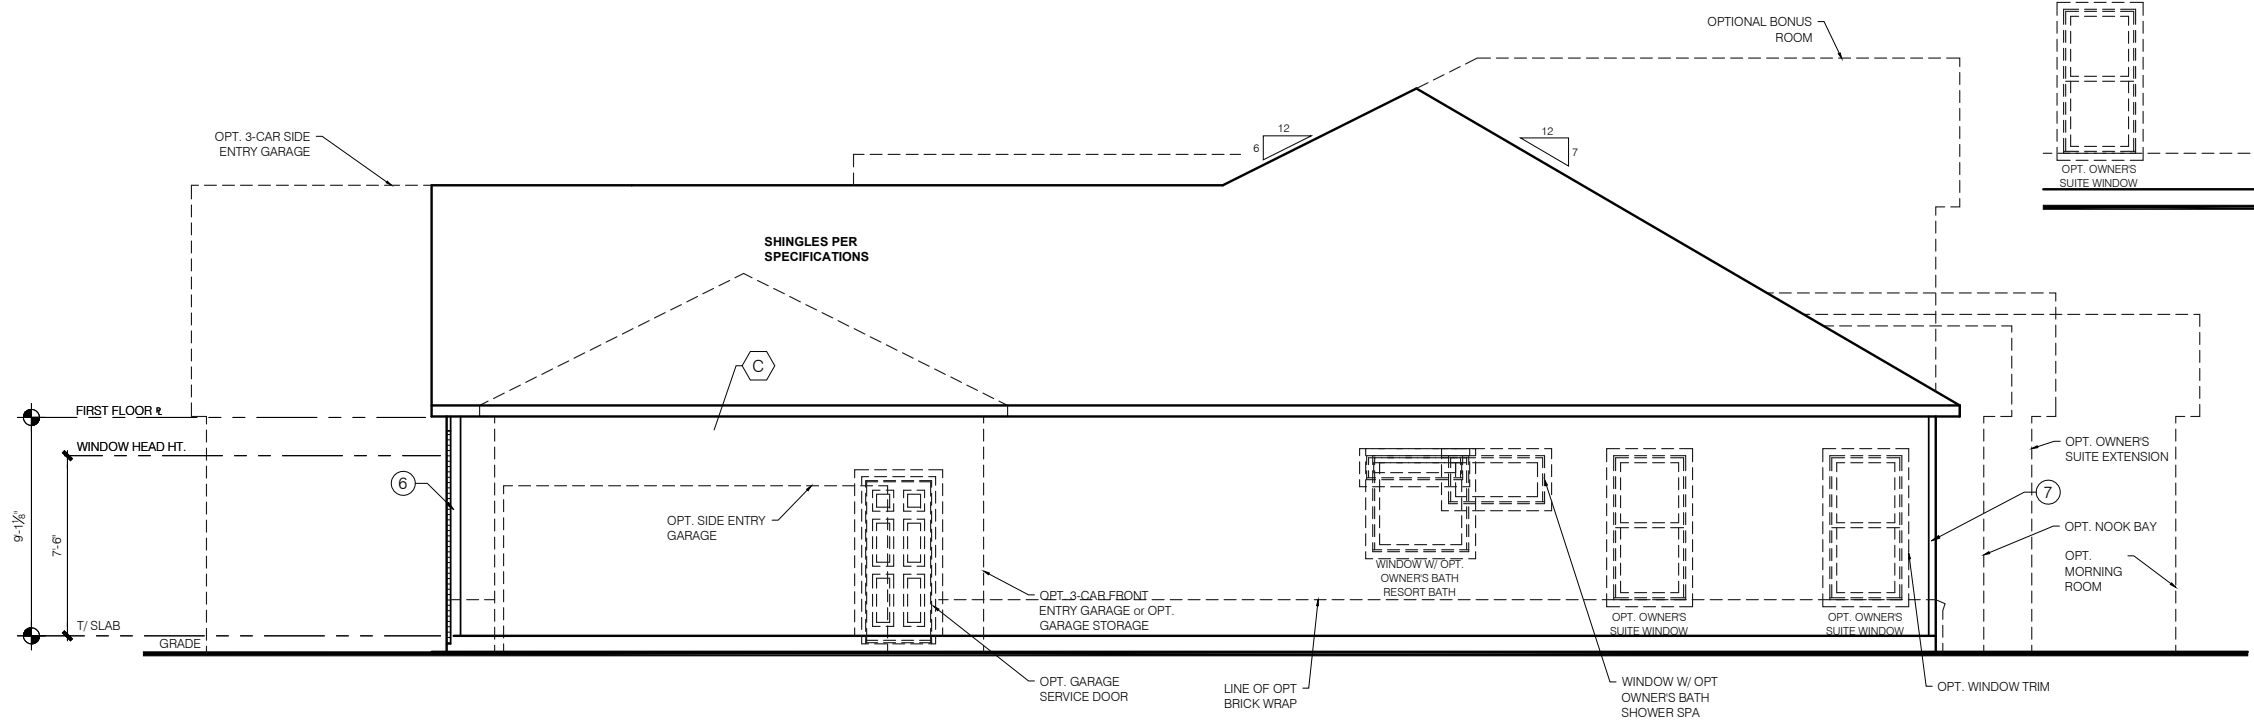 OPTIONAL BONUS
ROOM
OPT. OWNER'S
SUITE WINDOW
OPT. 3-CAR SIDE
ENTRY GARAGE
12
6
12
7
SHINGLES PER
SPECIFICATIONS
C
FIRST FLOOR ℄
WINDOW HEAD HT.
6
9'-1⅛"
7'-6"
T/ SLAB
GRADE
OPT. SIDE ENTRY
GARAGE
OPT. 3-CAR FRONT
ENTRY GARAGE or OPT.
GARAGE STORAGE
OPT. GARAGE
SERVICE DOOR
LINE OF OPT
BRICK WRAP
WINDOW W/ OPT.
OWNER'S BATH
RESORT BATH
WINDOW W/ OPT
OWNER'S BATH
SHOWER SPA
OPT. OWNER'S
SUITE WINDOW
OPT. OWNER'S
SUITE WINDOW
OPT. WINDOW TRIM
OPT. OWNER'S
SUITE EXTENSION
7
OPT. NOOK BAY
OPT.
MORNING
ROOM